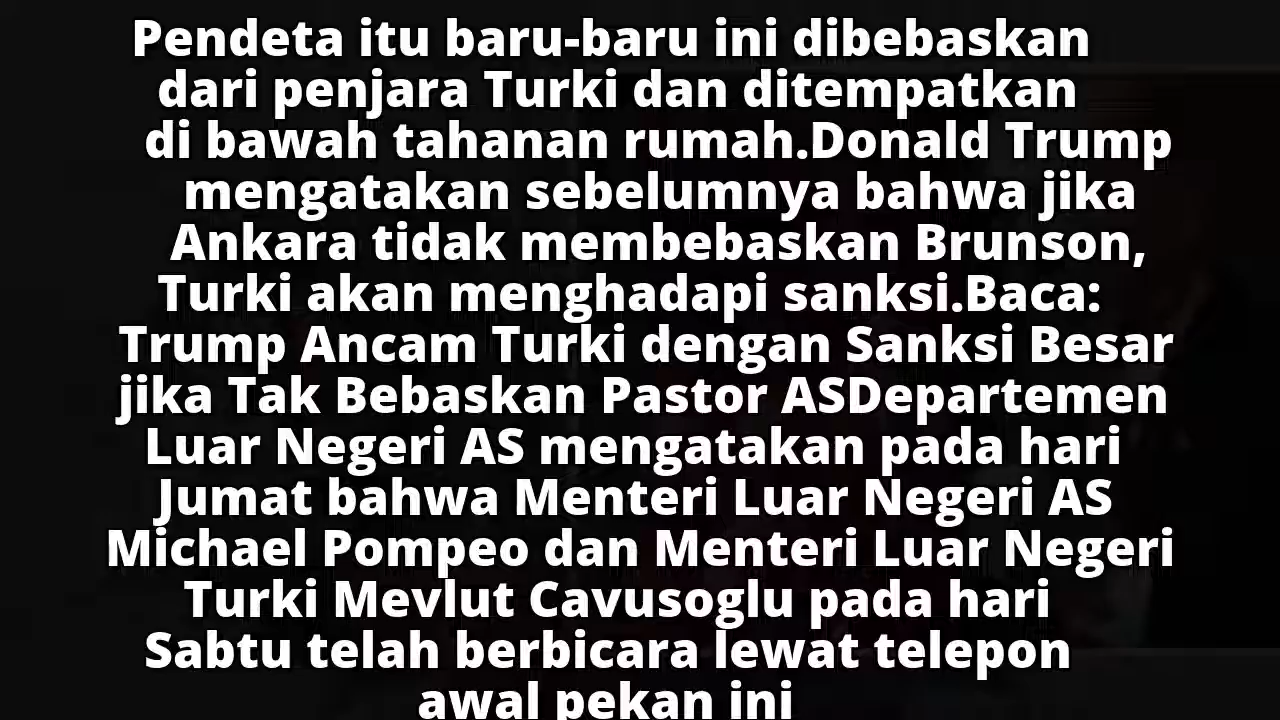 Pendeta itu baru-baru ini dibebaskan
dari penjara Turki dan ditempatkan
di bawah tahanan rumah.Donald Trump
mengatakan sebelumnya bahwa jika
Ankara tidak membebaskan Brunson,
Turki akan menghadapi sanksi.Baca:
Trump Ancam Turki dengan Sanksi Besar
jika Tak Bebaskan Pastor ASDepartemen
Luar Negeri AS mengatakan pada hari
Jumat bahwa Menteri Luar Negeri AS
Michael Pompeo dan Menteri Luar Negeri
Turki Mevlut Cavusoglu pada hari
Sabtu telah berbicara lewat telepon
awal pekan ini